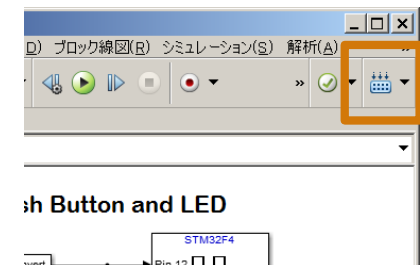 D) ブロック線図(R) シミュレーション(S) 解析(A) »
»
sh Button and LED
STM32F4
Pin 12